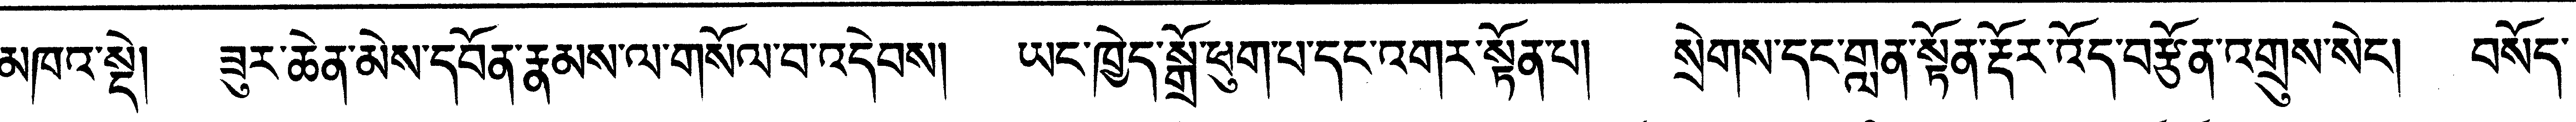 མཁའ་སྡེ། ཟུར་ཆེན་མེས་དབོན་རྣམས་ལ་གསོལ་བ་འདེབས། ཡང་ཁྱེད་སྒྲོ་ཕུག་པ་དང་འགར་སྟོན་པ། སྲེགས་དང་གླན་སྟོན་རྡོར་འོད་བརྩོན་འགྲུས་སེང། བསོད་